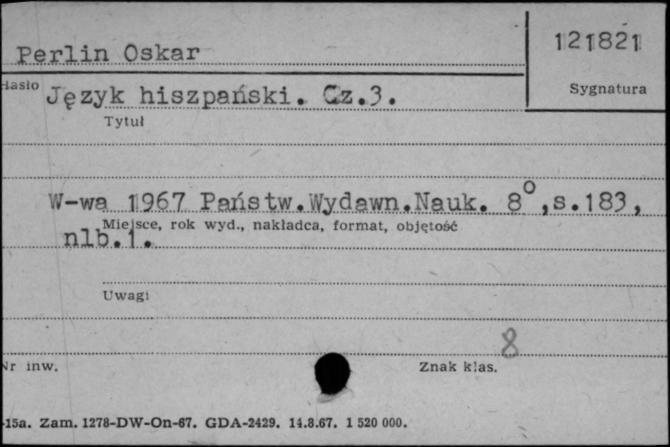 Perlin Oskar
121821
Hasło
Sygnatura
Język hiszpański. Cz.3.
Tytuł
W-wa 1967 Państw.Wydawn.Nauk. 8°,s.183,
Miejsce, rok wyd., nakładca, format, objętość
nlb.1.
Uwagi
8
Nr inw.
Znak klas.
-15a. Zam. 1278-DW-On-67. GDA-2429. 14.8.67. 1 520 000.